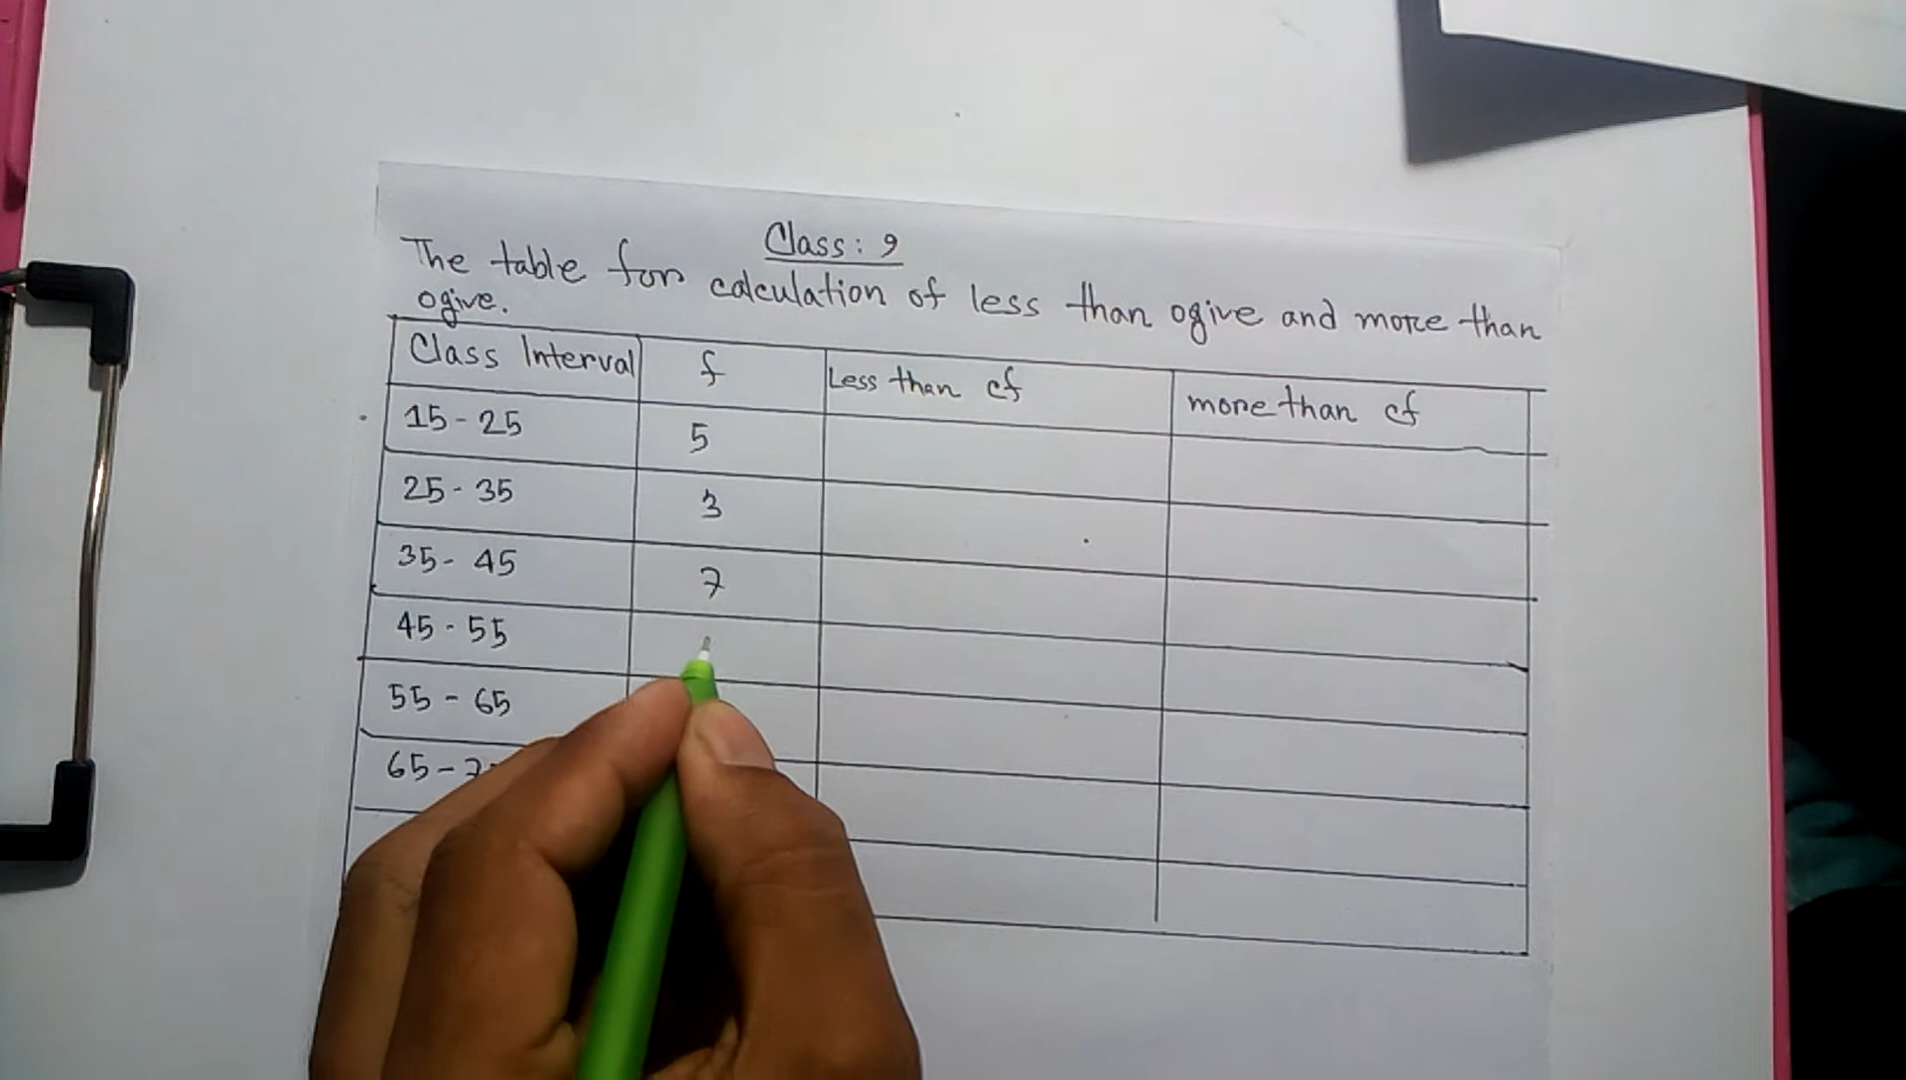 Class: 9
The table for calculation of less than ogive and more than
ogive.
Class Interval f Less than cf more than cf
15-25 5
25-35 3
35-45 7
45-55
55-65
65-